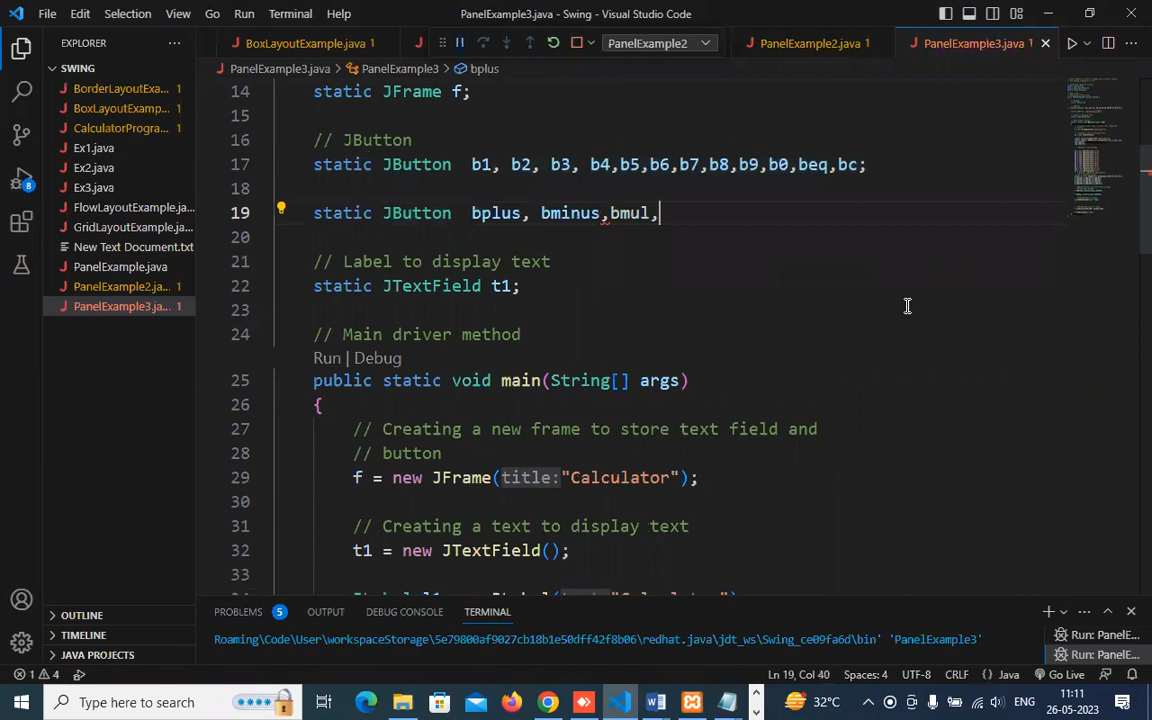 File Edit Selection View Go Run Terminal Help PanelExample3.java - Swing - Visual Studio Code
EXPLORER ... J BoxLayoutExample.java 1 J PanelExample2 J PanelExample2.java 1 J PanelExample3.java 1
SWING
J PanelExample3.java > PanelExample3 > bplus
J BorderLayoutExa... 1
J BoxLayoutExamp... 1
J CalculatorProgra... 1
J Ex1.java
J Ex2.java
J Ex3.java
J FlowLayoutExampl...
J GridLayoutExampl...
New Text Document.txt
J PanelExample.java
J PanelExample2.ja... 1
J PanelExample3.ja... 1
OUTLINE
TIMELINE
JAVA PROJECTS
14 static JFrame f;
15
16 // JButton
17 static JButton b1, b2, b3, b4,b5,b6,b7,b8,b9,b0,beq,bc;
18
19 static JButton bplus, bminus,bmul,
20
21 // Label to display text
22 static JTextField t1;
23
24 // Main driver method
Run | Debug
25 public static void main(String[] args)
26 {
27 // Creating a new frame to store text field and
28 // button
29 f = new JFrame(title:"Calculator");
30
31 // Creating a text to display text
32 t1 = new JTextField();
33
PROBLEMS 5 OUTPUT DEBUG CONSOLE TERMINAL
Roaming\Code\User\workspaceStorage\5e79800af9027cb18b1e50dff42f8b06\redhat.java\jdt_ws\Swing_ce09fa6d\bin' 'PanelExample3'
Run: PanelE...
Run: PanelE...
8
1 4 Ln 19, Col 40 Spaces: 4 UTF-8 CRLF {} Java Go Live
Type here to search 32°C ENG 11:11
26-05-2023